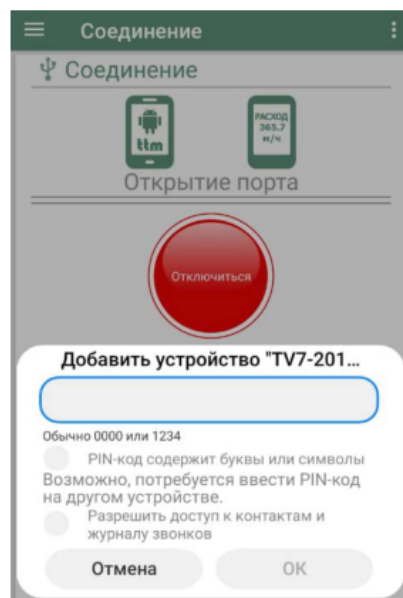 Соединение
Соединение
ttm
РАСХОД
365.7
м/ч
Открытие порта
Отключиться
Добавить устройство "TV7-201...
Обычно 0000 или 1234
PIN-код содержит буквы или символы
Возможно, потребуется ввести PIN-код
на другом устройстве.
Разрешить доступ к контактам и
журналу звонков
Отмена
ОК